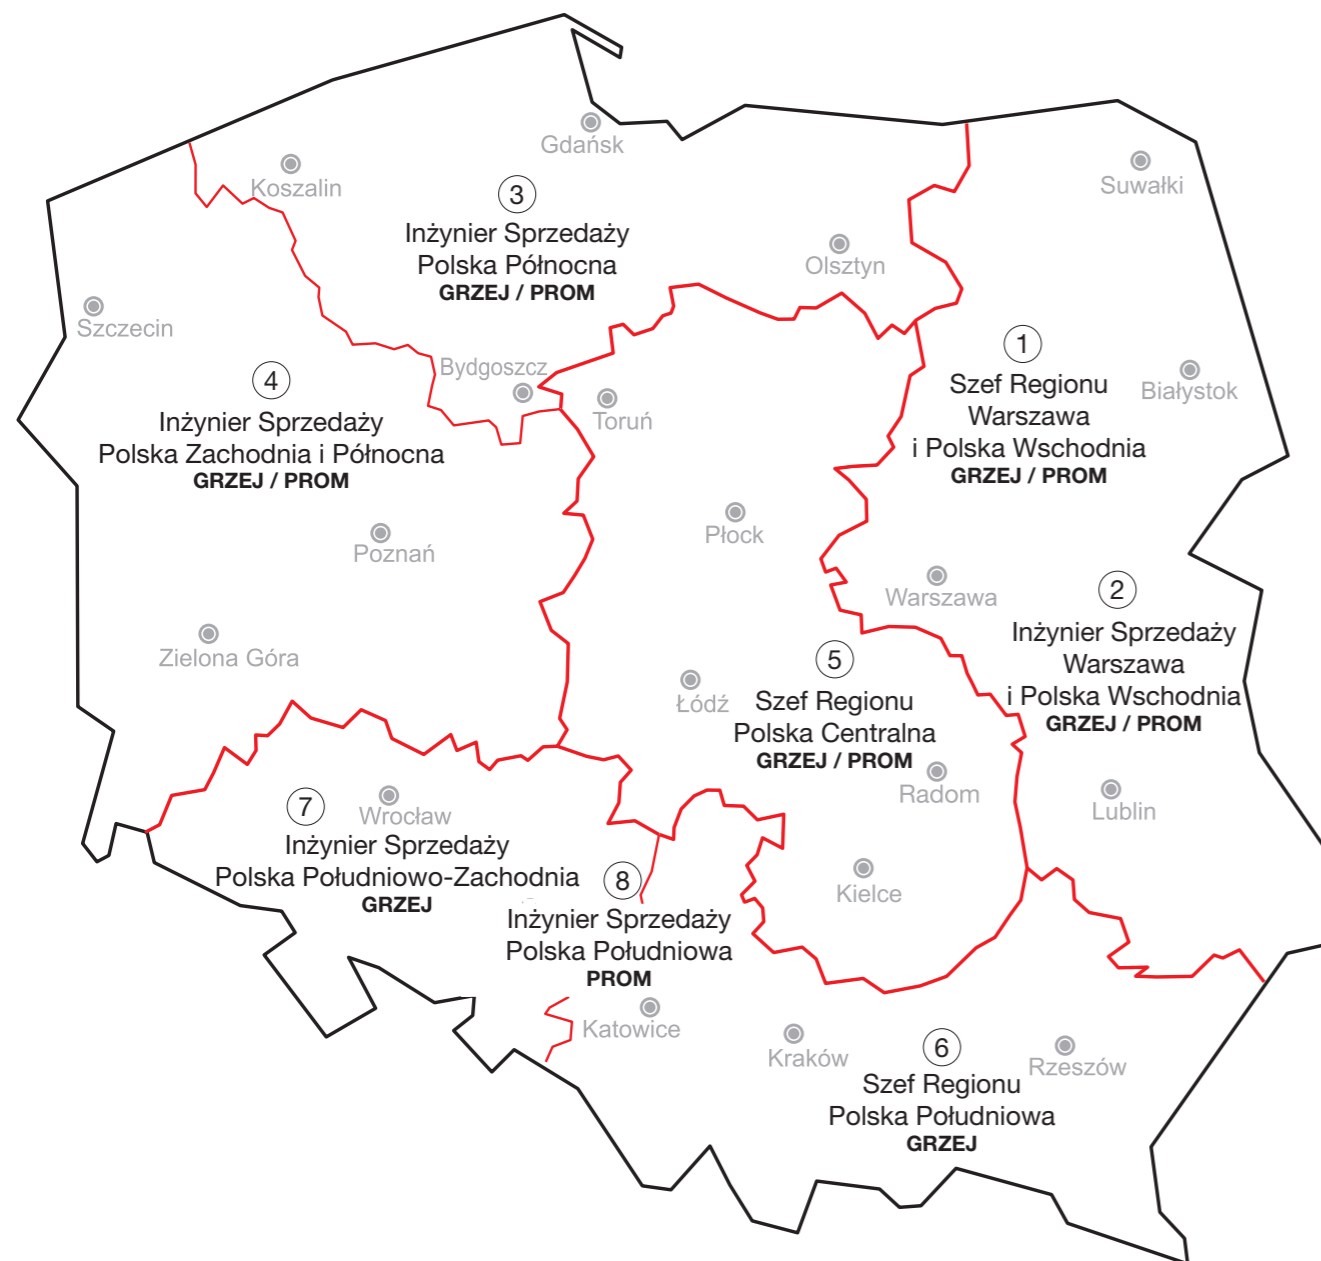 Gdańsk
Koszalin
Suwałki
3
Inżynier Sprzedaży
Polska Północna
GRZEJ / PROM
Olsztyn
Szczecin
1
Szef Regionu
Warszawa
i Polska Wschodnia
GRZEJ / PROM
Białystok
Bydgoszcz
Toruń
4
Inżynier Sprzedaży
Polska Zachodnia i Północna
GRZEJ / PROM
Płock
Poznań
Warszawa
2
Inżynier Sprzedaży
Warszawa
i Polska Wschodnia
GRZEJ / PROM
Zielona Góra
Łódź
5
Szef Regionu
Polska Centralna
GRZEJ / PROM
Radom
Lublin
7
Wrocław
Inżynier Sprzedaży
Polska Południowo-Zachodnia
GRZEJ
Kielce
8
Inżynier Sprzedaży
Polska Południowa
PROM
Katowice
Kraków
6
Szef Regionu
Polska Południowa
GRZEJ
Rzeszów